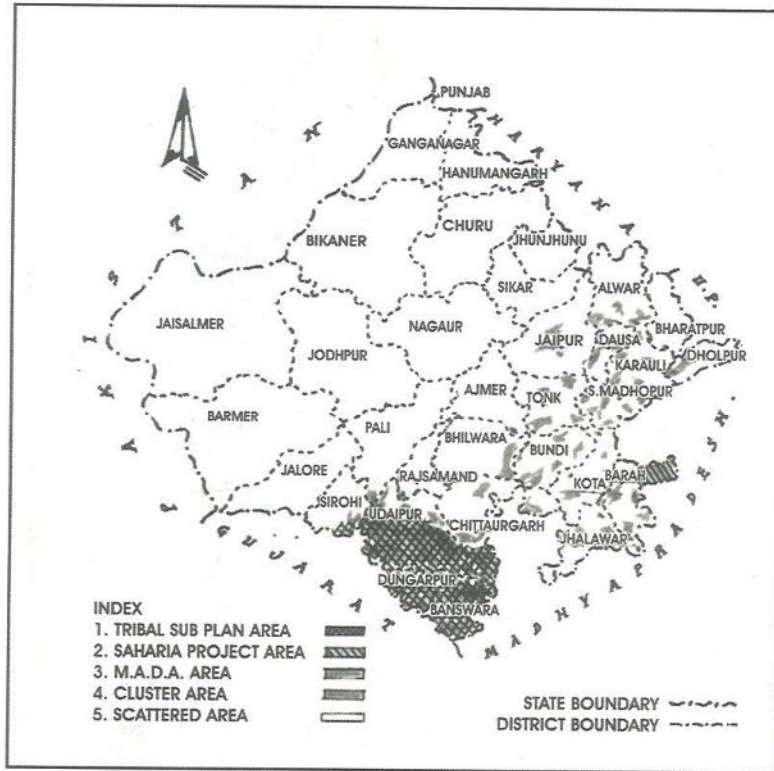 PUNJAB
HARYANA
GANGANAGAR
HANUMANGARH
PAKISTAN
CHURU
BIKANER
JHUNJHUNU
SIKAR
ALWAR
U.P.
JAISALMER
NAGAUR
JAIPUR
DAUSA
BHARATPUR
JODHPUR
KARAULI
DHOLPUR
AJMER
TONK
S.MADHOPUR
BARMER
PALI
BHILWARA
BUNDI
JALORE
RAJSAMAND
KOTA
BARAH
SIROHI
UDAIPUR
CHITTAURGARH
JHALAWAR
GUJARAT
MADHYAPRADESH.
DUNGARPUR
BANSWARA
INDEX
1. TRIBAL SUB PLAN AREA
2. SAHARIA PROJECT AREA
3. M.A.D.A. AREA
4. CLUSTER AREA
5. SCATTERED AREA
STATE BOUNDARY
DISTRICT BOUNDARY